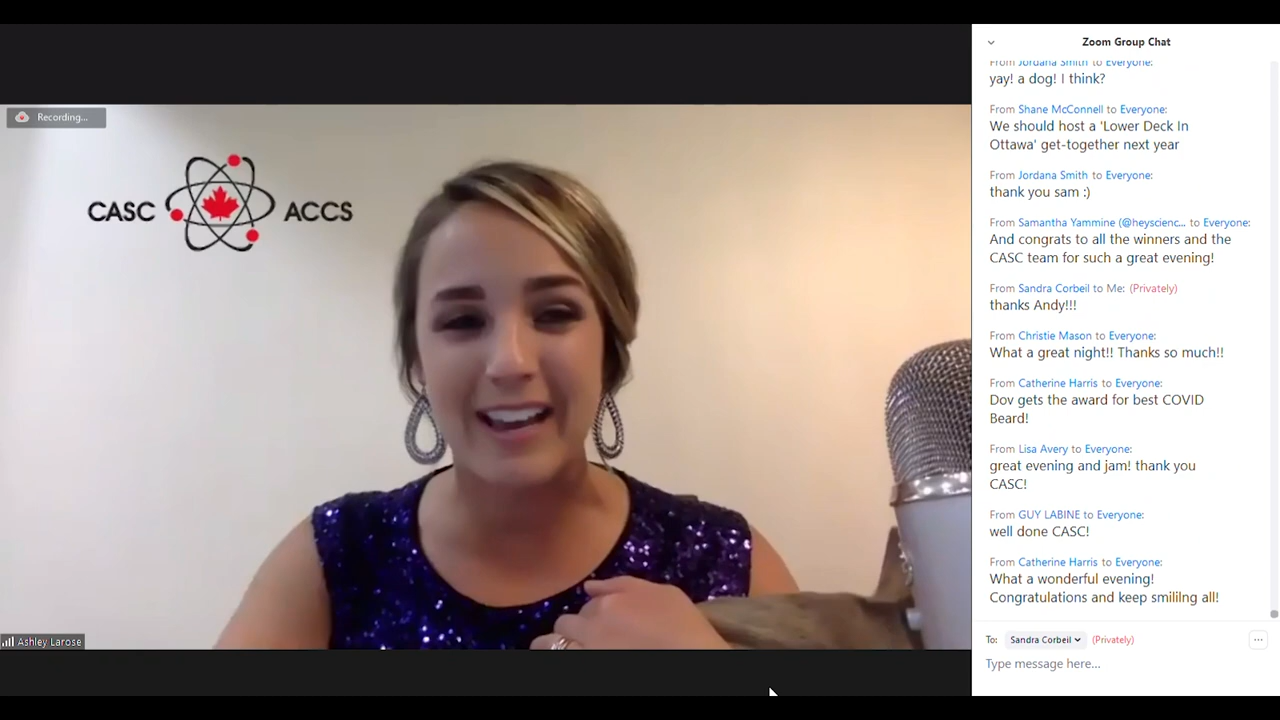 Recording...
CASC ACCS
Ashley Larose
Zoom Group Chat
From Jordana Smith to Everyone:
yay! a dog! I think?
From Shane McConnell to Everyone:
We should host a 'Lower Deck In
Ottawa' get-together next year
From Jordana Smith to Everyone:
thank you sam :)
From Samantha Yammine (@heyscienc... to Everyone:
And congrats to all the winners and the
CASC team for such a great evening!
From Sandra Corbeil to Me: (Privately)
thanks Andy!!!
From Christie Mason to Everyone:
What a great night!! Thanks so much!!
From Catherine Harris to Everyone:
Dov gets the award for best COVID
Beard!
From Lisa Avery to Everyone:
great evening and jam! thank you
CASC!
From GUY LABINE to Everyone:
well done CASC!
From Catherine Harris to Everyone:
What a wonderful evening!
Congratulations and keep smililng all!
To: Sandra Corbeil (Privately)
Type message here...